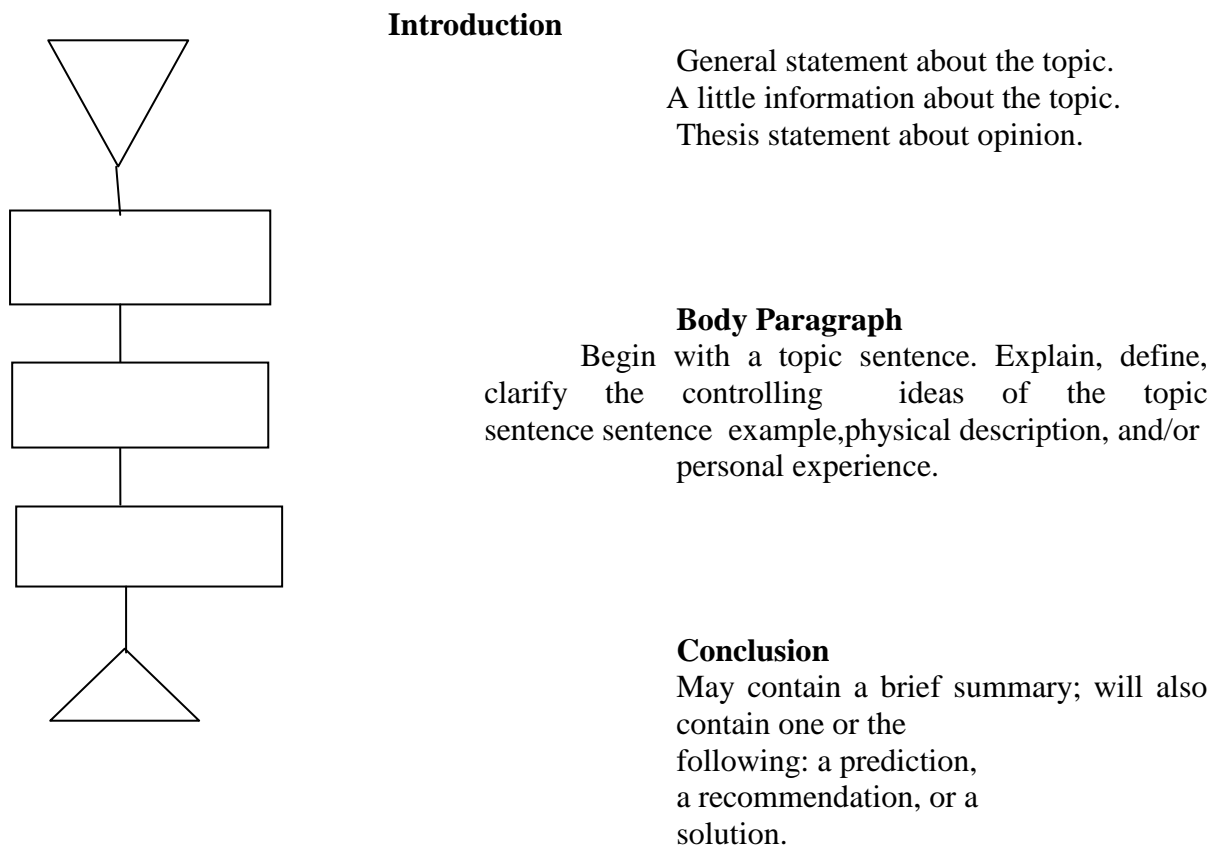 Introduction
General statement about the topic.
A little information about the topic.
Thesis statement about opinion.
Body Paragraph
Begin with a topic sentence. Explain, define,
clarify the controlling ideas of the topic
sentence sentence example,physical description, and/or
personal experience.
Conclusion
May contain a brief summary; will also
contain one or the
following: a prediction,
a recommendation, or a
solution.